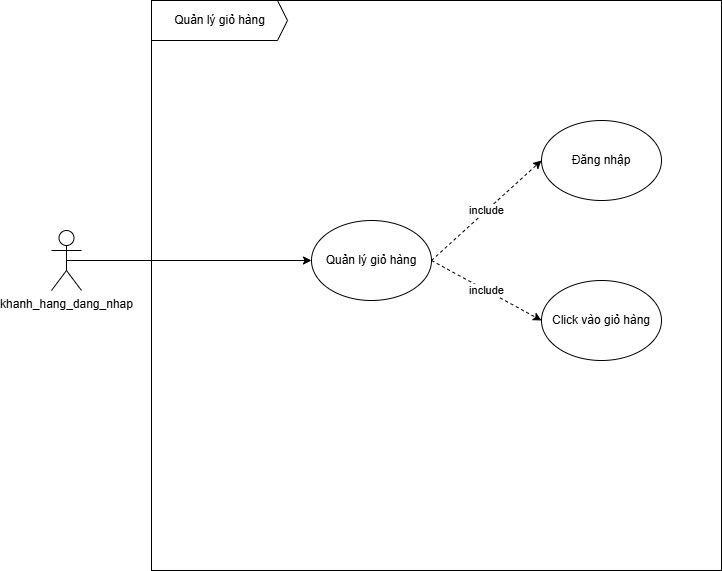 Quản lý giỏ hàng
Đăng nhập
include
khanh_hang_dang_nhap
Quản lý giỏ hàng
include
Click vào giỏ hàng